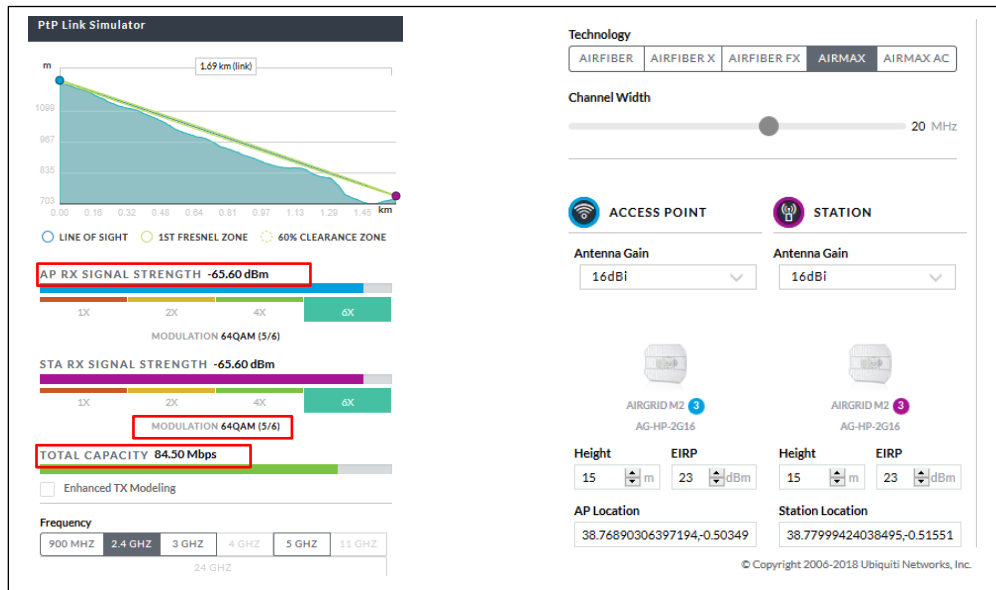 PtP Link Simulator
m
1.69 km (link)
1099
967
835
703
0.00 0.16 0.32 0.48 0.64 0.81 0.97 1.13 1.29 1.45 km
LINE OF SIGHT 1ST FRESNEL ZONE 60% CLEARANCE ZONE
AP RX SIGNAL STRENGTH -65.60 dBm
1X 2X 4X 6X
MODULATION 64QAM (5/6)
STA RX SIGNAL STRENGTH -65.60 dBm
1X 2X 4X 6X
MODULATION 64QAM (5/6)
TOTAL CAPACITY 84.50 Mbps
Enhanced TX Modeling
Frequency
900 MHZ 2.4 GHZ 3 GHZ 4 GHZ 5 GHZ 11 GHZ
24 GHZ
Technology
AIRFIBER AIRFIBER X AIRFIBER FX AIRMAX AIRMAX AC
Channel Width
20 MHz
ACCESS POINT STATION
Antenna Gain Antenna Gain
16dBi 16dBi
AIRGRID M2 3 AIRGRID M2 3
AG-HP-2G16 AG-HP-2G16
Height EIRP Height EIRP
15 m 23 dBm 15 m 23 dBm
AP Location Station Location
38.76890306397194,-0.50349 38.77999424038495,-0.51551
© Copyright 2006-2018 Ubiquiti Networks, Inc.